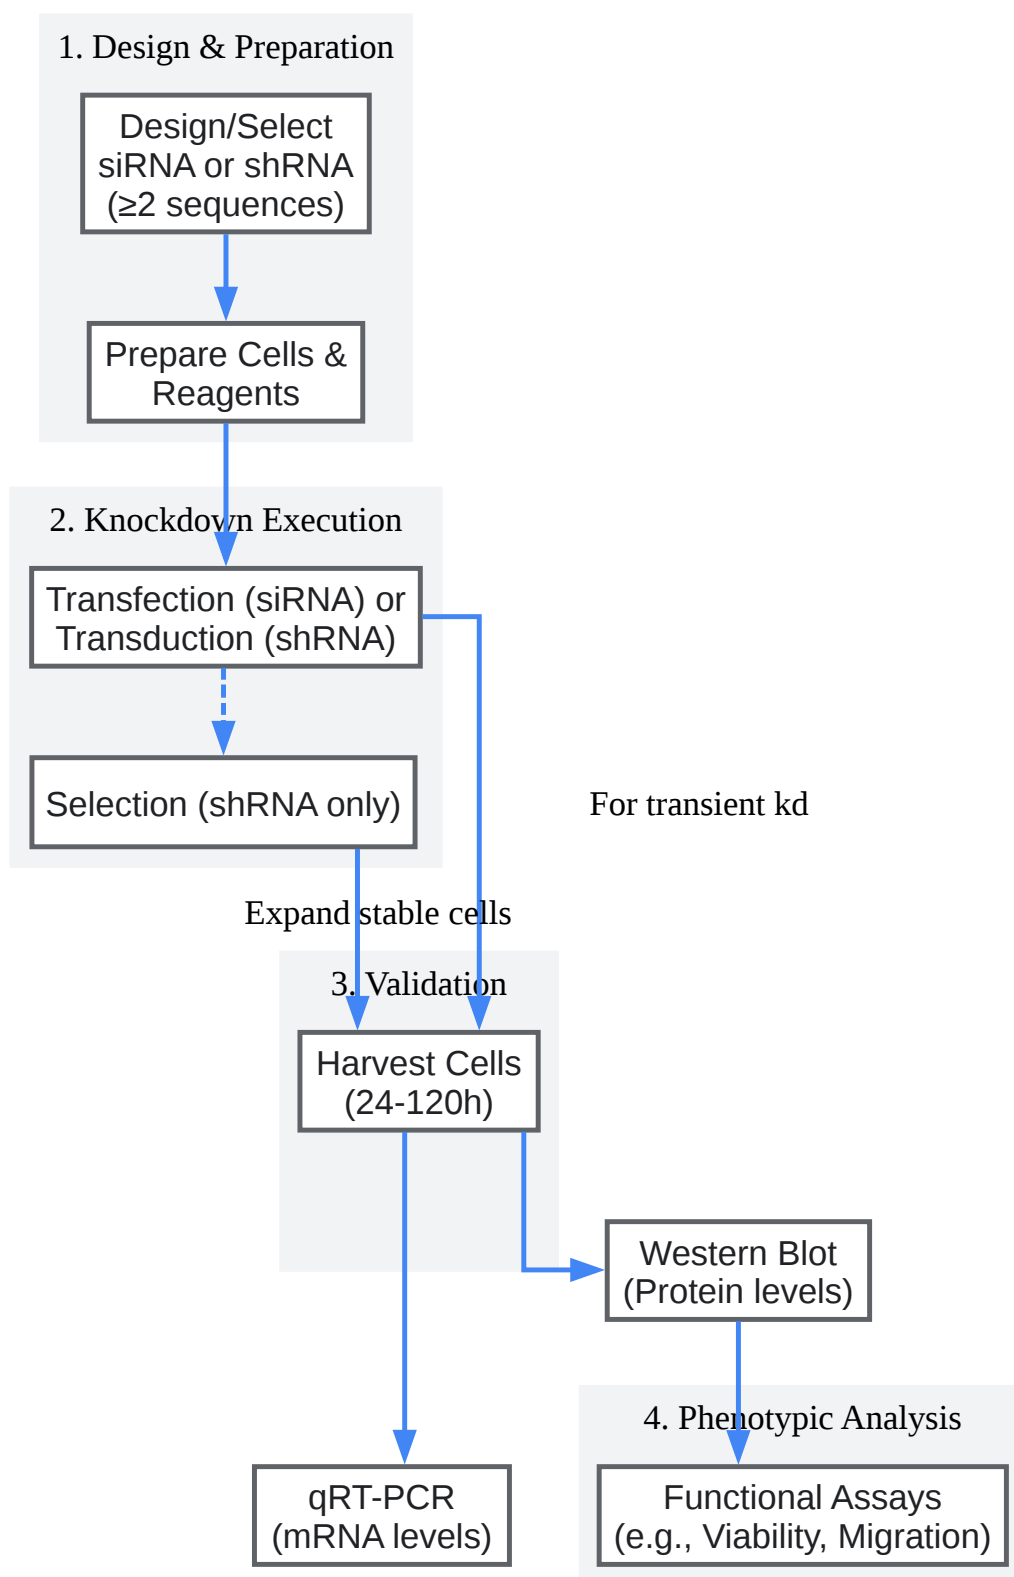 1. Design & Preparation
Design/Select
siRNA or shRNA
(≥2 sequences)
Prepare Cells &
Reagents
2. Knockdown Execution
Transfection (siRNA) or
Transduction (shRNA)
Selection (shRNA only)
For transient kd
Expand stable cells
3. Validation
Harvest Cells
(24-120h)
Western Blot
(Protein levels)
4. Phenotypic Analysis
qRT-PCR
(mRNA levels)
Functional Assays
(e.g., Viability, Migration)